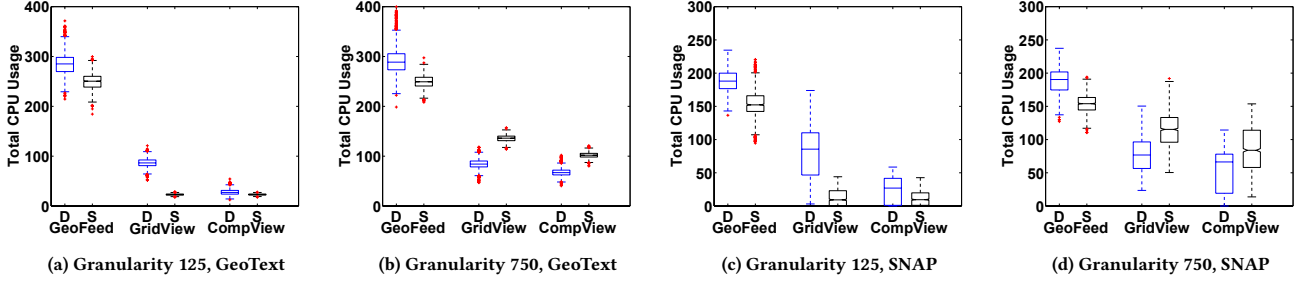 400
300
200
100
0
Total CPU Usage
D S D S D S
GeoFeed GridView CompView
(a) Granularity 125, GeoText
400
300
200
100
0
Total CPU Usage
D S D S D S
GeoFeed GridView CompView
(b) Granularity 750, GeoText
300
250
200
150
100
50
0
Total CPU Usage
D S D S D S
GeoFeed GridView CompView
(c) Granularity 125, SNAP
300
250
200
150
100
50
0
Total CPU Usage
D S D S D S
GeoFeed GridView CompView
(d) Granularity 750, SNAP